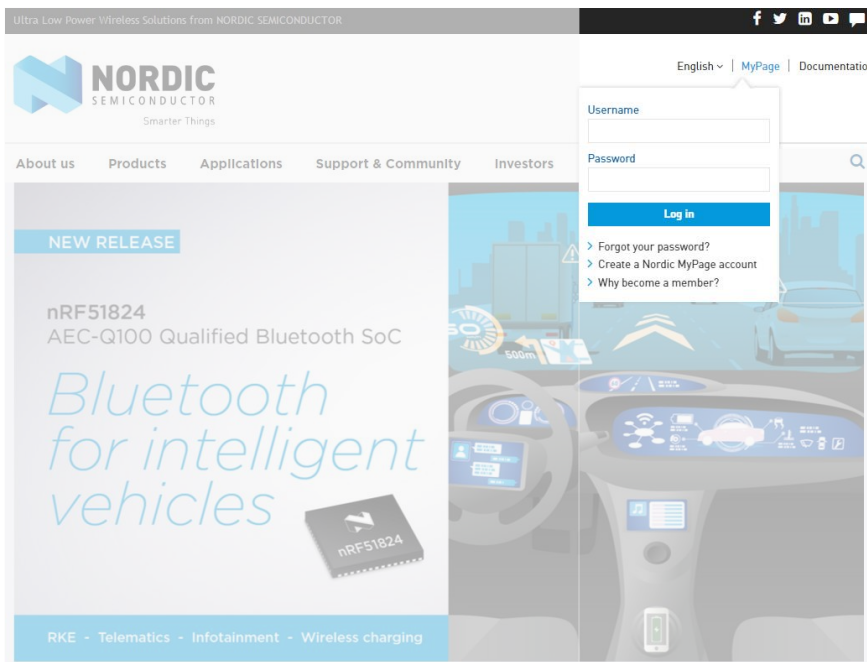 Ultra Low Power Wireless Solutions from NORDIC SEMICONDUCTOR
English | MyPage | Documentatio
NORDIC
SEMICONDUCTOR
Smarter Things
Username
Password
Log in
Forgot your password?
Create a Nordic MyPage account
Why become a member?
About us Products Applications Support & Community Investors
NEW RELEASE
nRF51824
AEC-Q100 Qualified Bluetooth SoC
Bluetooth
for intelligent
vehicles
500m
nRF51824
RKE - Telematics - Infotainment - Wireless charging